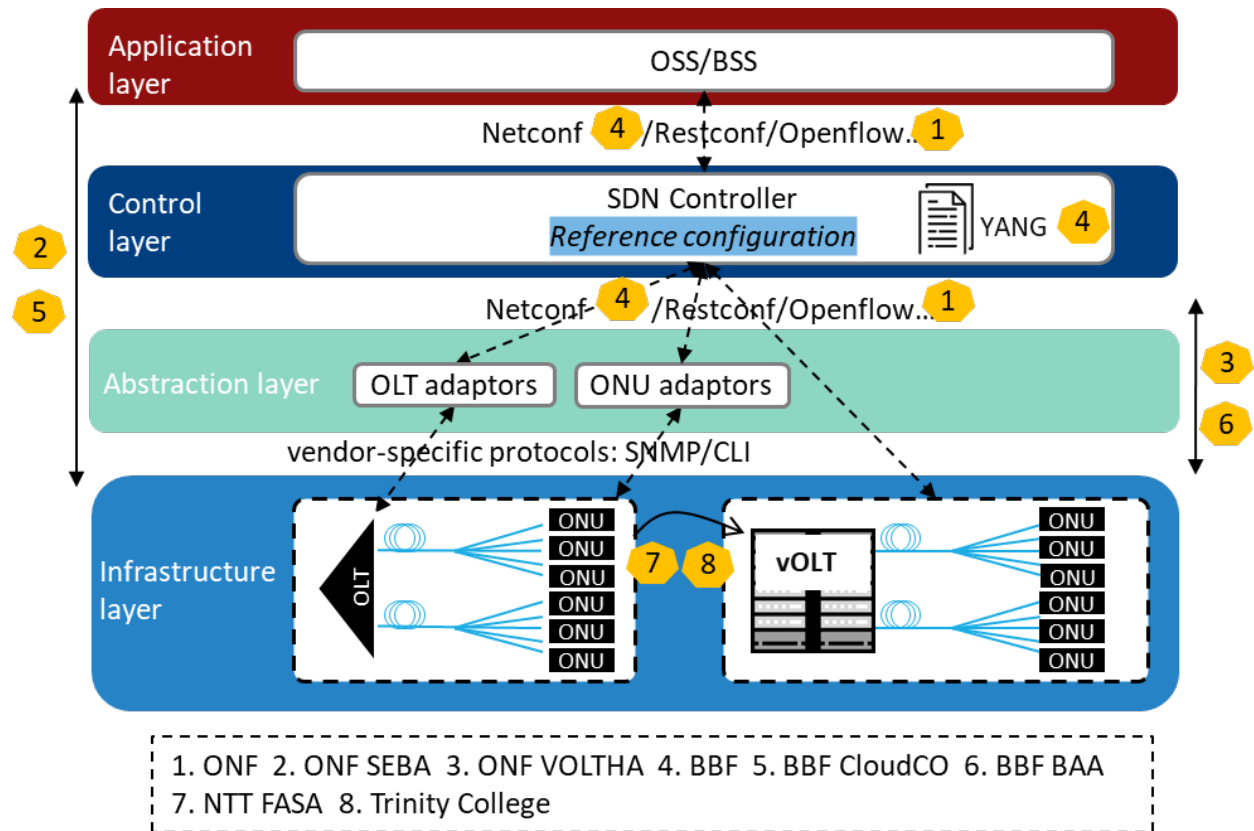 Application
layer
OSS/BSS
Netconf 4 /Restconf/Openflow... 1
Control
layer
SDN Controller
Reference configuration
YANG 4
2
5
Netconf 4 /Restconf/Openflow... 1
Abstraction layer
OLT adaptors
ONU adaptors
3
6
vendor-specific protocols: SNMP/CLI
Infrastructure
layer
OLT
ONU
ONU
ONU
ONU
ONU
ONU
7 8
vOLT
ONU
ONU
ONU
ONU
ONU
ONU
1. ONF 2. ONF SEBA 3. ONF VOLTHA 4. BBF 5. BBF CloudCO 6. BBF BAA
7. NTT FASA 8. Trinity College